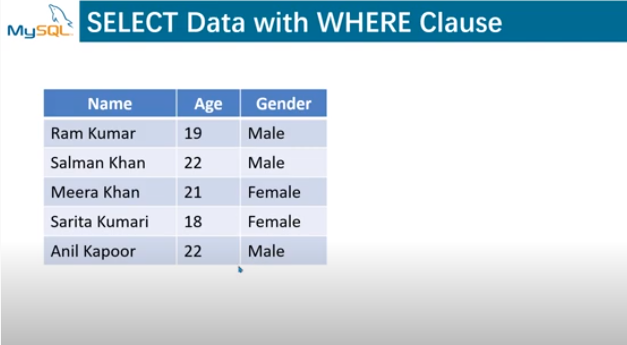 MySQL
SELECT Data with WHERE Clause
Name Age Gender
Ram Kumar 19 Male
Salman Khan 22 Male
Meera Khan 21 Female
Sarita Kumari 18 Female
Anil Kapoor 22 Male